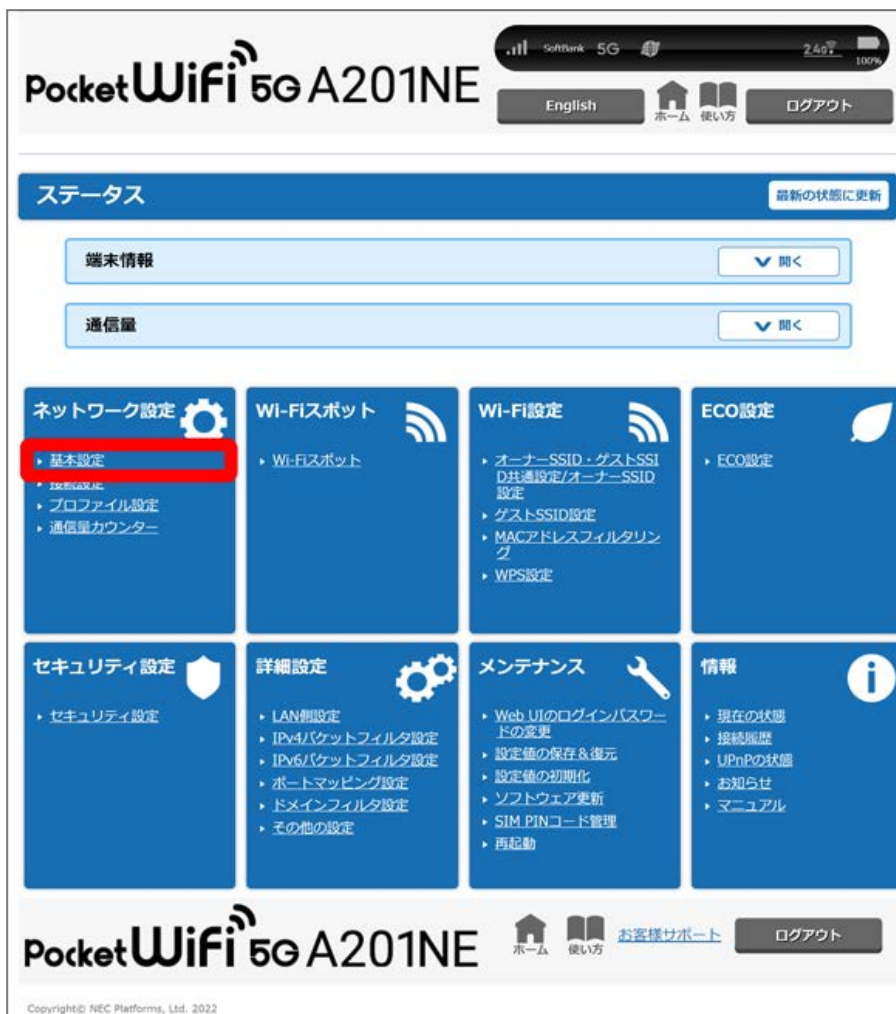 SoftBank 5G 2.4G 100%
Pocket WiFi 5G A201NE
English ホーム 使い方 ログアウト
ステータス 最新の状態に更新
端末情報 開く
通信量 開く
ネットワーク設定
基本設定
接続設定
プロファイル設定
通信量カウンター
Wi-Fiスポット
Wi-Fiスポット
Wi-Fi設定
オーナーSSID・ゲストSSI
D共通設定/オーナーSSID
設定
ゲストSSID設定
MACアドレスフィルタリン
グ
WPS設定
ECO設定
ECO設定
セキュリティ設定
セキュリティ設定
詳細設定
LAN側設定
IPv4パケットフィルタ設定
IPv6パケットフィルタ設定
ポートマッピング設定
ドメインフィルタ設定
その他の設定
メンテナンス
Web UIのログインパスワー
ドの変更
設定値の保存&復元
設定値の初期化
ソフトウェア更新
SIM PINコード管理
再起動
情報
i
現在の状態
接続履歴
UPnPの状態
お知らせ
マニュアル
Pocket WiFi 5G A201NE
ホーム 使い方 お客様サポート ログアウト
Copyright© NEC Platforms, Ltd. 2022